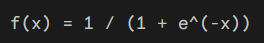 f(x) = 1 / (1 + e^(-x))